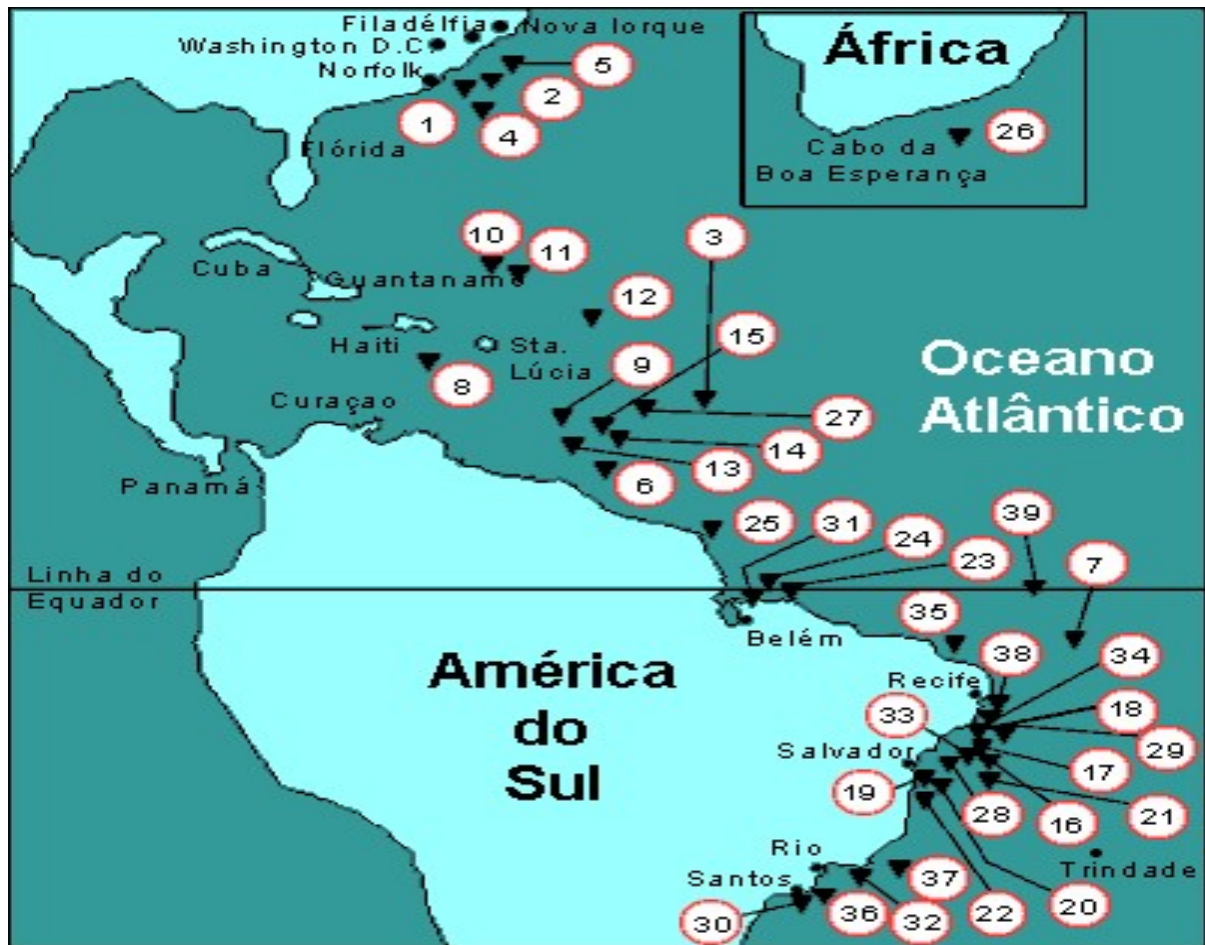 Filadélfia
Nova Iorque
Washington D.C.
Norfolk
5
2
1
4
Flórida
África
26
Cabo da
Boa Esperança
10
11
3
Cuba
Guantanamo
12
15
Haiti
Sta.
Lúcia
9
8
Oceano
Atlântico
Curaçao
27
14
13
6
Panamá
25
31
24
39
23
7
Linha do
Equador
35
Belém
38
34
América
do
Sul
Recife
33
18
29
Salvador
17
19
28
16
21
Rio
Trindade
Santos
37
30
36
32
22
20